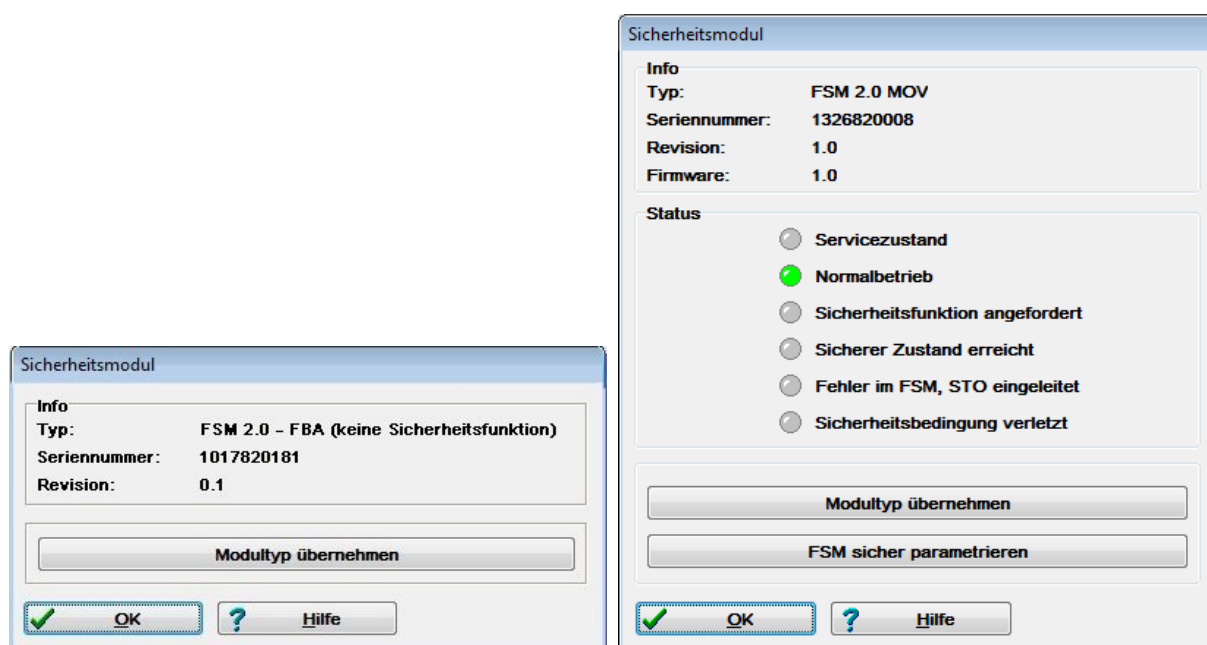 Sicherheitsmodul
Info
Typ: FSM 2.0 - FBA (keine Sicherheitsfunktion)
Seriennummer: 1017820181
Revision: 0.1
Modultyp übernehmen
OK
? Hilfe
Sicherheitsmodul
Info
Typ: FSM 2.0 MOV
Seriennummer: 1326820008
Revision: 1.0
Firmware: 1.0
Status
Servicezustand
Normalbetrieb
Sicherheitsfunktion angefordert
Sicherer Zustand erreicht
Fehler im FSM, STO eingeleitet
Sicherheitsbedingung verletzt
Modultyp übernehmen
FSM sicher parametrieren
OK
? Hilfe